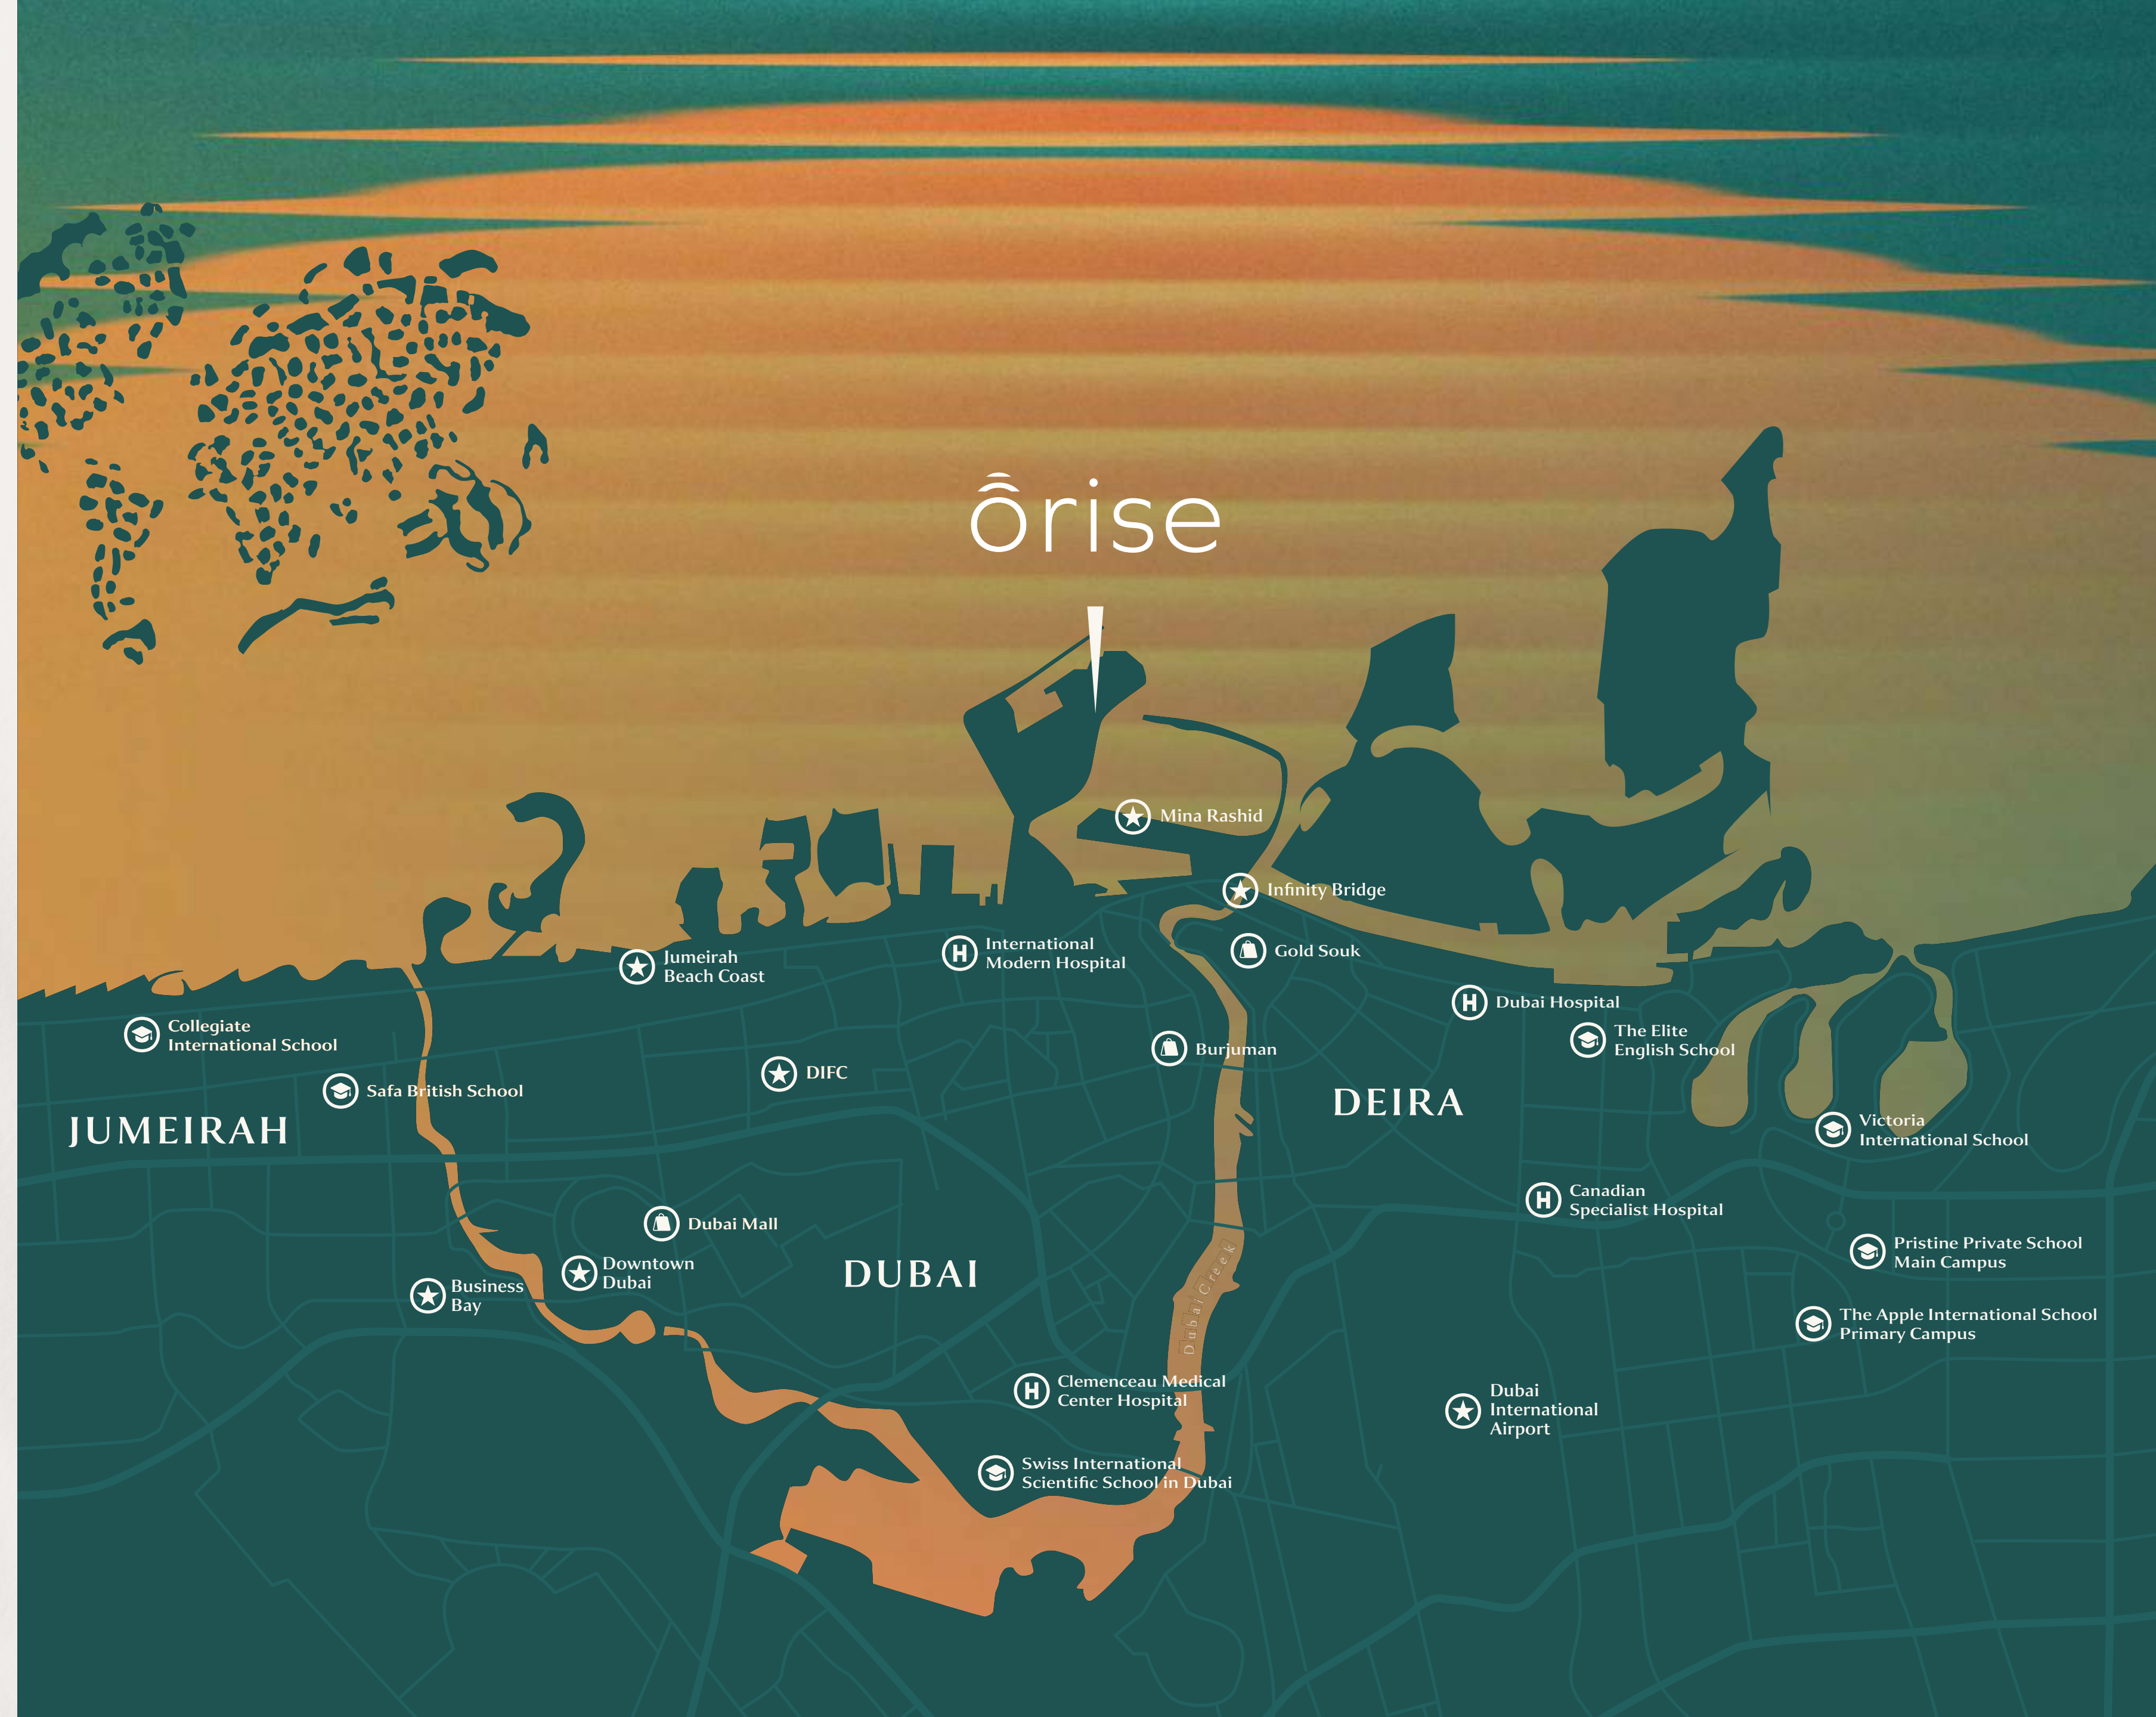 ôrise
Mina Rashid
Infinity Bridge
Jumeirah
Beach Coast
International
Modern Hospital
Gold Souk
Dubai Hospital
Collegiate
International School
The Elite
English School
Burjuman
DIFC
Safa British School
DEIRA
JUMEIRAH
Victoria
International School
Canadian
Specialist Hospital
Dubai Mall
Pristine Private School
Main Campus
Downtown
Dubai
DUBAI
Business
Bay
Dubai Creek
The Apple International School
Primary Campus
Clemenceau Medical
Center Hospital
Dubai
International
Airport
Swiss International
Scientific School in Dubai